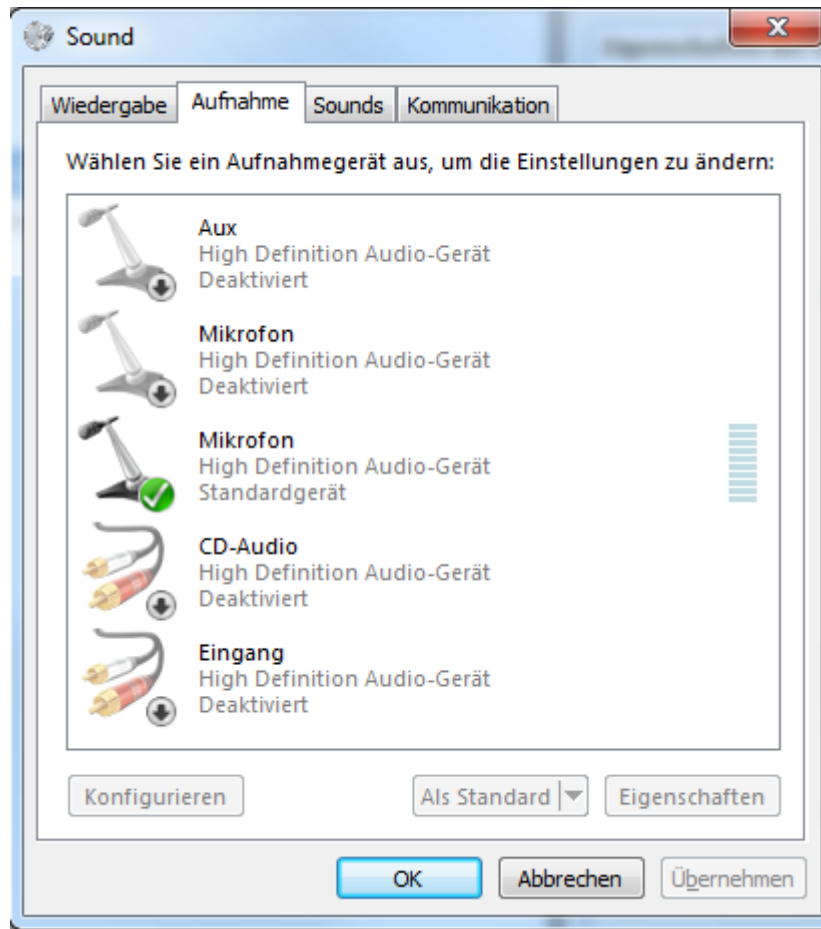 Sound
Wiedergabe Aufnahme Sounds Kommunikation
Wählen Sie ein Aufnahmegerät aus, um die Einstellungen zu ändern:
Aux
High Definition Audio-Gerät
Deaktiviert
Mikrofon
High Definition Audio-Gerät
Deaktiviert
Mikrofon
High Definition Audio-Gerät
Standardgerät
CD-Audio
High Definition Audio-Gerät
Deaktiviert
Eingang
High Definition Audio-Gerät
Deaktiviert
Konfigurieren Als Standard Eigenschaften
OK Abbrechen Übernehmen